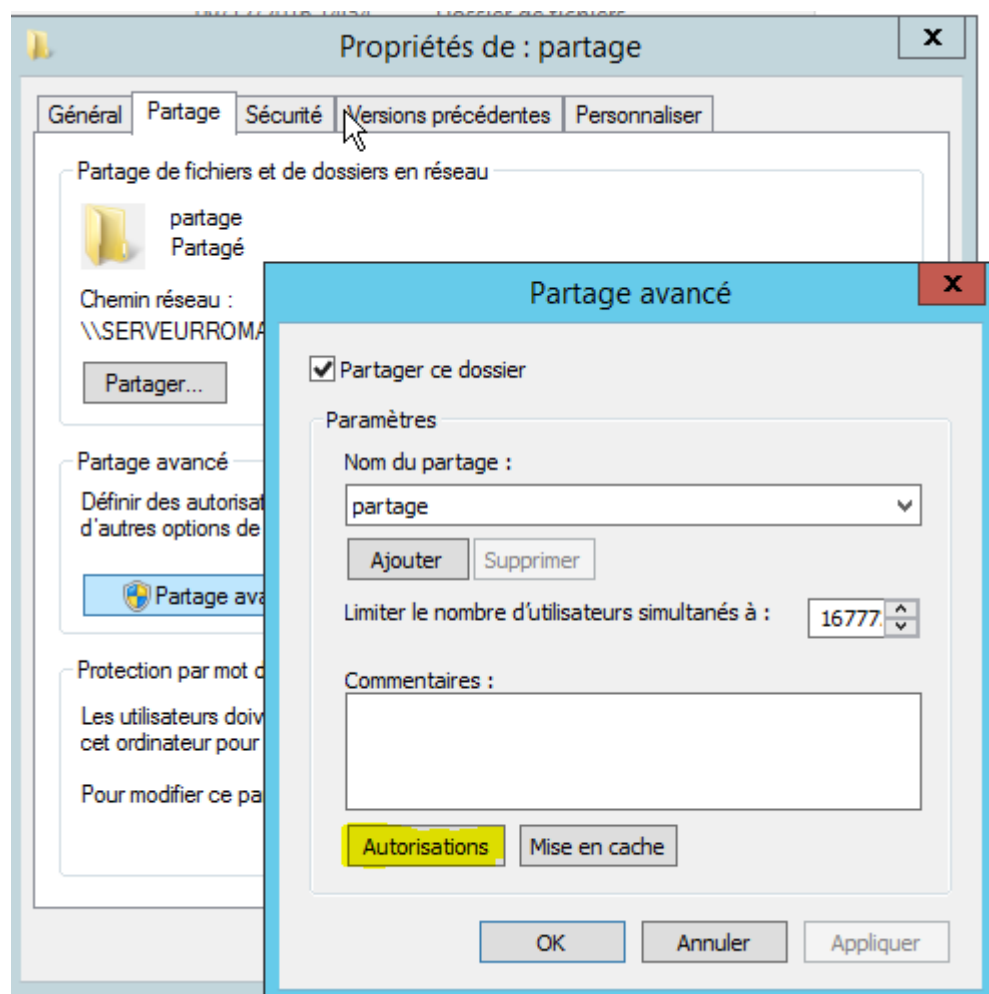 Dossier de fichiers
Propriétés de : partage
x
Général Partage Sécurité Versions précédentes Personnaliser
Partage de fichiers et de dossiers en réseau
partage
Partagé
Chemin réseau :
\\SERVEURROMA
Partager...
Partage avancé
Définir des autorisat
d'autres options de
Partage ava
Protection par mot d
Les utilisateurs doiv
cet ordinateur pour
Pour modifier ce pa
Partage avancé
x
Partager ce dossier
Paramètres
Nom du partage :
partage
Ajouter Supprimer
Limiter le nombre d'utilisateurs simultanés à : 16777
Commentaires :
Autorisations Mise en cache
OK Annuler Appliquer